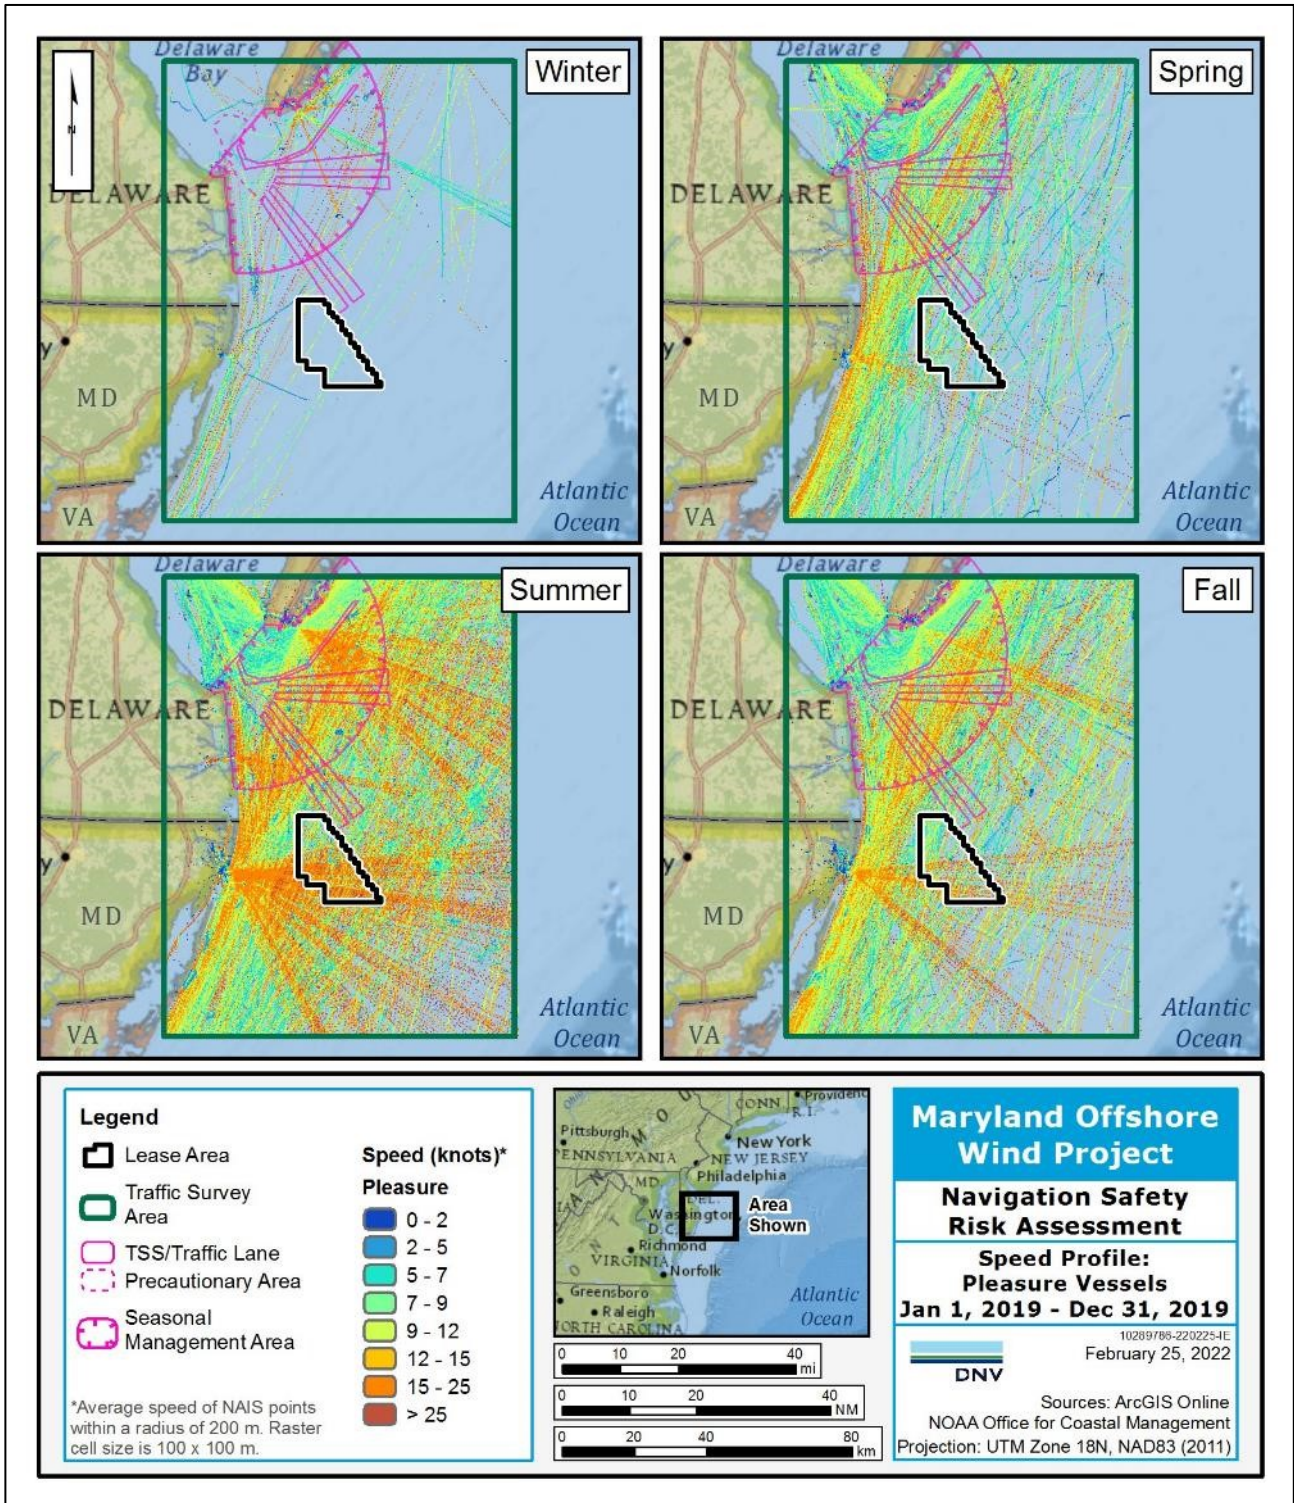 Delaware
Bay
Winter
N
DELAWARE
y
MD
VA
Atlantic
Ocean
Delaware
Spring
DELAWARE
y
MD
VA
Atlantic
Ocean
Delaware
Summer
DELAWARE
y
MD
VA
Atlantic
Ocean
Delaware
Fall
DELAWARE
y
MD
VA
Atlantic
Ocean
Legend
Lease Area
Traffic Survey
Area
TSS/Traffic Lane
Precautionary Area
Seasonal
Management Area
*Average speed of NAIS points
within a radius of 200 m. Raster
cell size is 100 x 100 m.
Speed (knots)*
Pleasure
0 - 2
2 - 5
5 - 7
7 - 9
9 - 12
12 - 15
15 - 25
> 25
CONN
Providenc
R.I.
Pittsburgh
New York
PENNSYLVANIA
NEW JERSEY
Philadelphia
MD.
DEL.
Washington
D.C.
Area
Shown
Richmond
VIRGINIA
Norfolk
Greensboro
Raleigh
NORTH CAROLINA
Atlantic
Ocean
0 10 20 40
mi
0 10 20 40
NM
0 20 40 80
km
Maryland Offshore
Wind Project
Navigation Safety
Risk Assessment
Speed Profile:
Pleasure Vessels
Jan 1, 2019 - Dec 31, 2019
DNV
February 25, 2022
Sources: ArcGIS Online
NOAA Office for Coastal Management
Projection: UTM Zone 18N, NAD83 (2011)